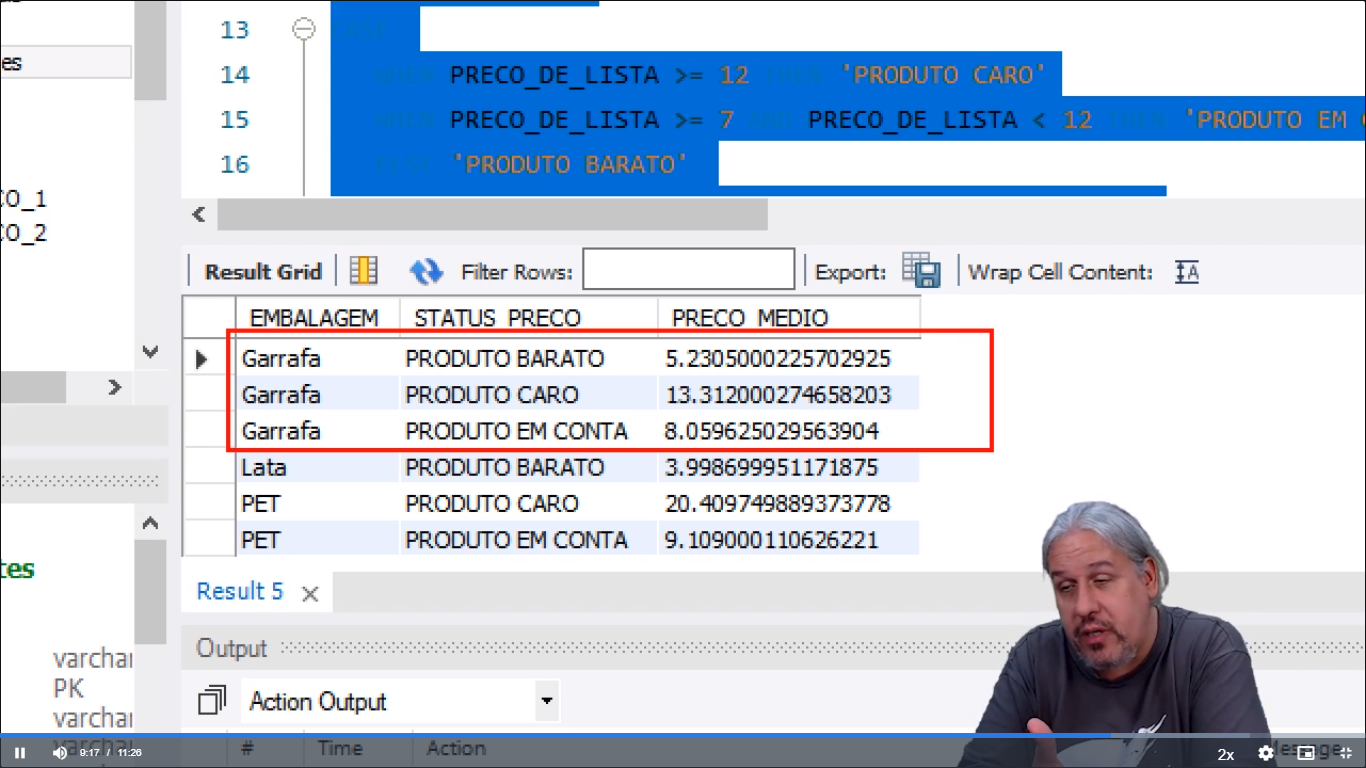 es
13 CASE
14 WHEN PRECO_DE_LISTA >= 12 THEN 'PRODUTO CARO'
15 WHEN PRECO_DE_LISTA >= 7 AND PRECO_DE_LISTA < 12 THEN 'PRODUTO EM
16 ELSE 'PRODUTO BARATO'
CO_1
CO_2
Result Grid Filter Rows: Export: Wrap Cell Content:
EMBALAGEM STATUS_PRECO PRECO_MEDIO
Garrafa PRODUTO BARATO 5.2305000225702925
Garrafa PRODUTO CARO 13.312000274658203
Garrafa PRODUTO EM CONTA 8.059625029563904
Lata PRODUTO BARATO 3.998699951171875
PET PRODUTO CARO 20.409749889373778
PET PRODUTO EM CONTA 9.109000110626221
tes
Result 5
Output
varchar
PK
varchar
Action Output
varchar
# Time Action Message
9:17 / 11:26
2x